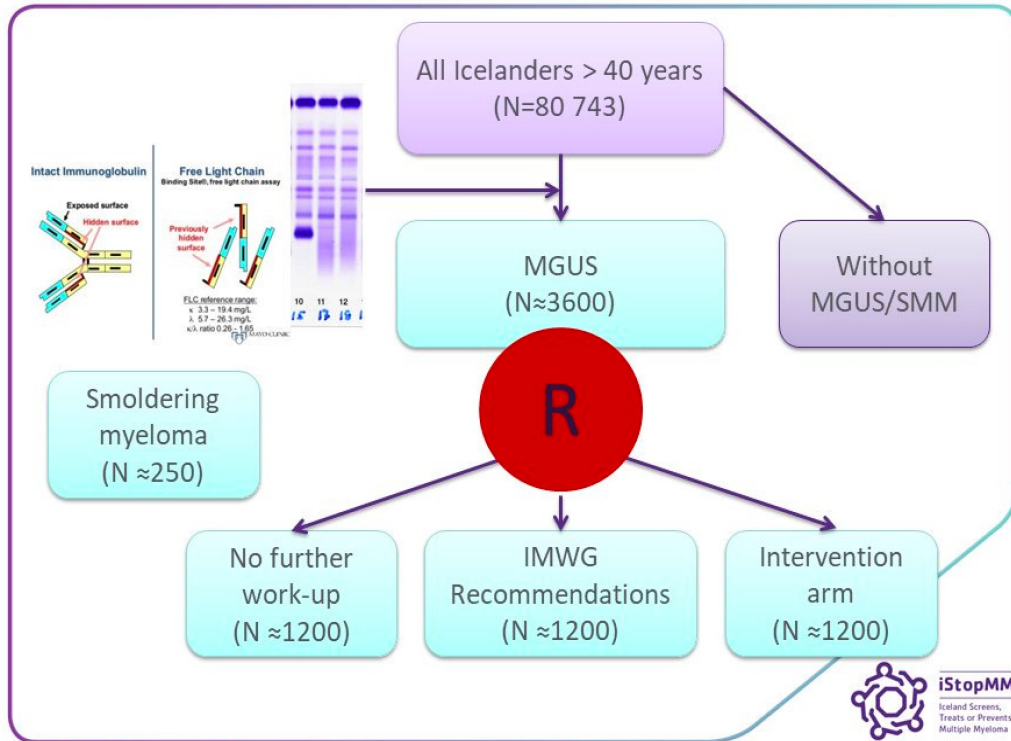 All Icelanders > 40 years
(N=80 743)
Intact Immunoglobulin
Exposed surface
Hidden surface
Free Light Chain
Binding Site®, free light chain assay
Previously
hidden
surface
FLC reference range:
κ 3.3 – 19.4 mg/L
λ 5.7 – 26.3 mg/L
κ/λ ratio 0.26 - 1.65
MAYO CLINIC
10 11 12
MGUS
(N≈3600)
Without
MGUS/SMM
R
Smoldering
myeloma
(N ≈250)
No further
work-up
(N ≈1200)
IMWG
Recommendations
(N ≈1200)
Intervention
arm
(N ≈1200)
iStopMM
Iceland Screens,
Treats or Prevents
Multiple Myeloma